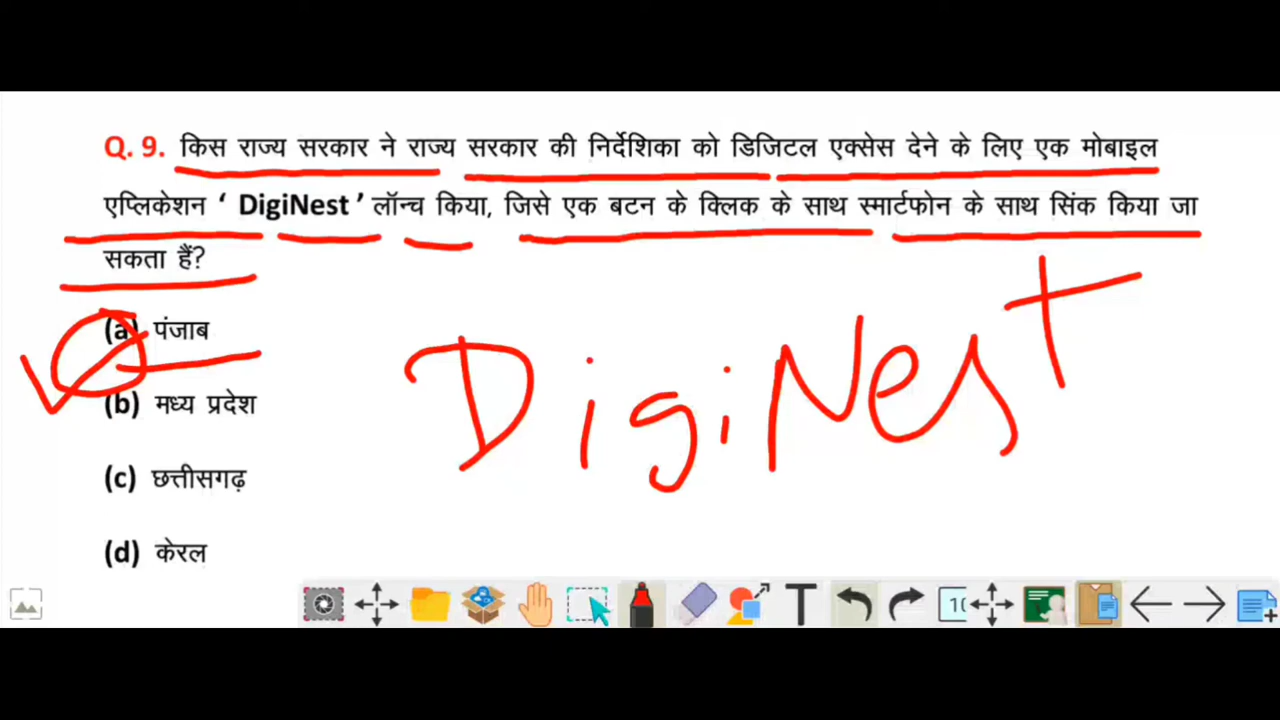 Q. 9. किस राज्य सरकार ने राज्य सरकार की निर्देशिका को डिजिटल एक्सेस देने के लिए एक मोबाइल
एप्लिकेशन ‘ DigiNest ’ लॉन्च किया, जिसे एक बटन के क्लिक के साथ स्मार्टफोन के साथ सिंक किया जा
सकता हैं?
(a) पंजाब
DigiNest
(b) मध्य प्रदेश
(c) छत्तीसगढ़
(d) केरल
T
10